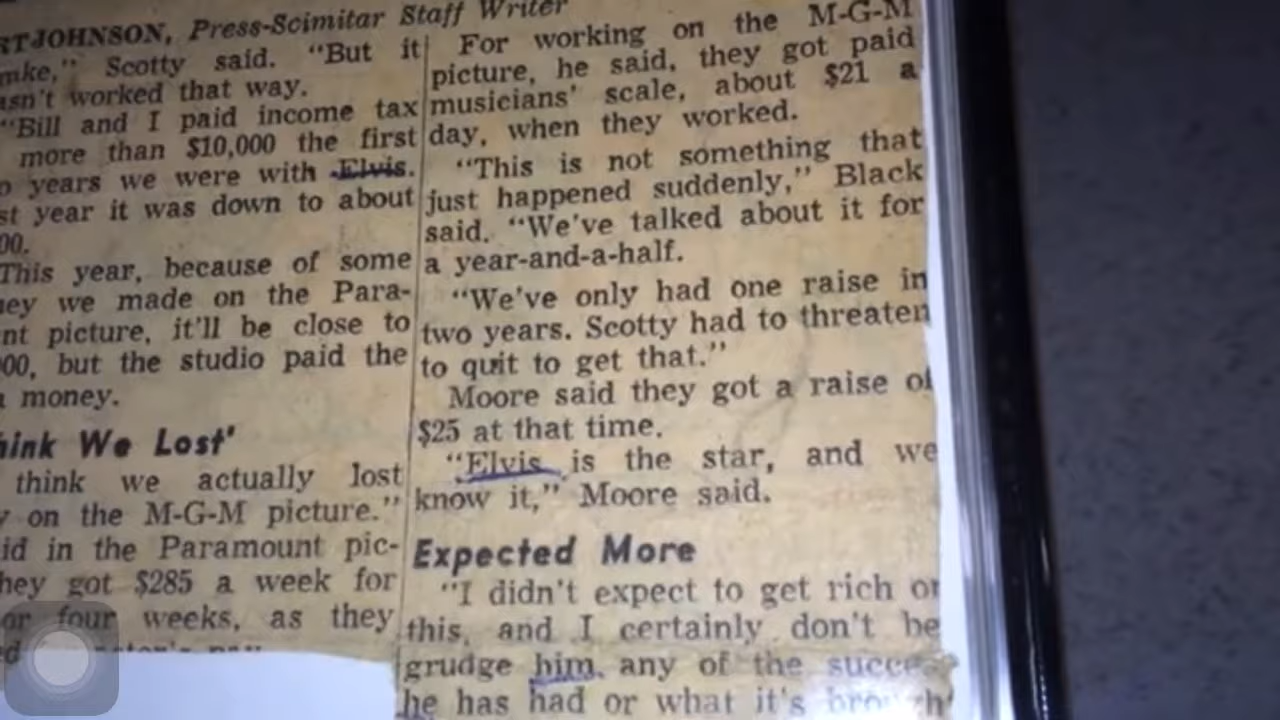 RT JOHNSON, Press-Scimitar Staff Writer
mke," Scotty said. "But it
asn't worked that way.
"Bill and I paid income tax
more than $10,000 the first
o years we were with Elvis.
st year it was down to about
00.
This year, because of some
ney we made on the Para-
nt picture, it'll be close to
00, but the studio paid the
a money.
hink We Lost'
think we actually lost
y on the M-G-M picture."
id in the Paramount pic-
hey got $285 a week for
or four weeks, as they
For working on the M-G-M
picture, he said, they got paid
musicians' scale, about $21 a
day, when they worked.
"This is not something that
just happened suddenly," Black
said. "We've talked about it for
a year-and-a-half.
"We've only had one raise in
two years. Scotty had to threaten
to quit to get that."
Moore said they got a raise of
$25 at that time.
"Elvis is the star, and we
know it," Moore said.
Expected More
"I didn't expect to get rich on
this, and I certainly don't be
grudge him any of the succe
he has had or what it's brough